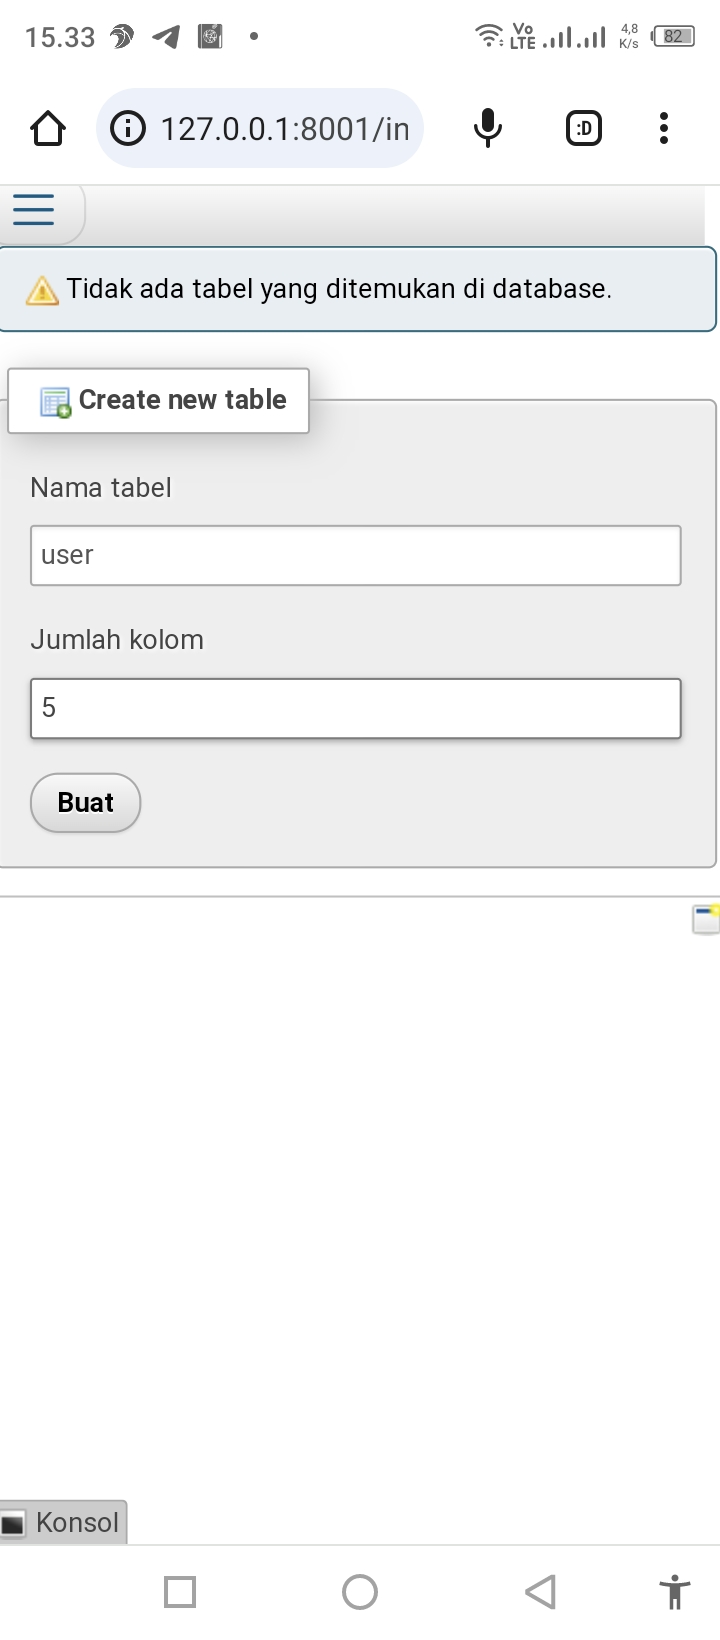 15.33
Vo
LTE
4,8
K/s
82
127.0.0.1:8001/in
:D
Tidak ada tabel yang ditemukan di database.
Create new table
Nama tabel
user
Jumlah kolom
5
Buat
Konsol